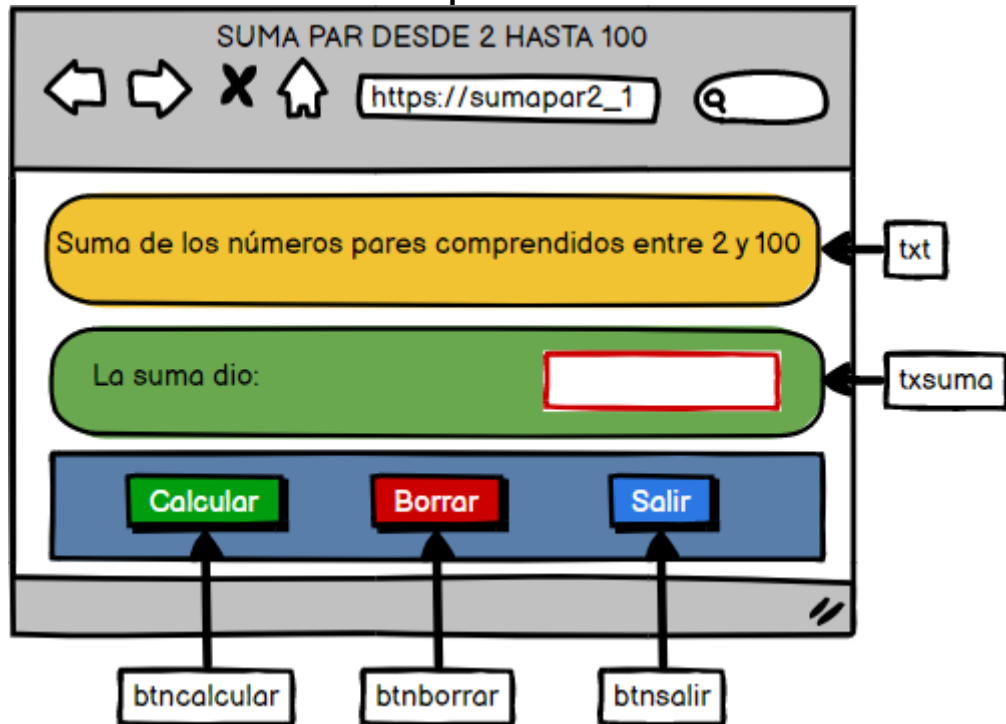 SUMA PAR DESDE 2 HASTA 100
https://sumapar2_1
Suma de los números pares comprendidos entre 2 y 100
txt
La suma dio:
txsuma
Calcular
Borrar
Salir
btncalcular
btnborrar
btnsalir